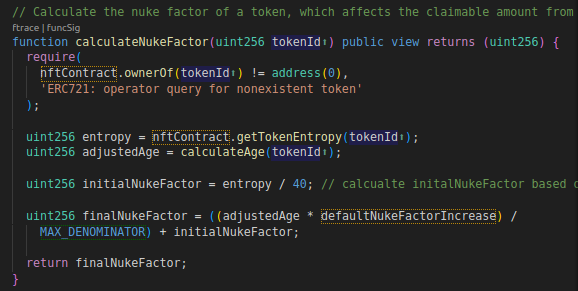 // Calculate the nuke factor of a token, which affects the claimable amount from
ftrace | funcSig
function calculateNukeFactor(uint256 tokenId↑) public view returns (uint256) {
require(
nftContract.ownerOf(tokenId↑) != address(0),
'ERC721: operator query for nonexistent token'
);
uint256 entropy = nftContract.getTokenEntropy(tokenId↑);
uint256 adjustedAge = calculateAge(tokenId↑);
uint256 initialNukeFactor = entropy / 40; // calcualte initalNukeFactor based
uint256 finalNukeFactor = ((adjustedAge * defaultNukeFactorIncrease) /
MAX_DENOMINATOR) + initialNukeFactor;
return finalNukeFactor;
}